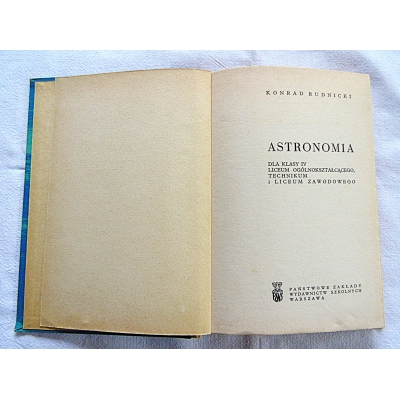 KONRAD RUDNICKI
ASTRONOMIA
DLA KLASY IV
LICEUM OGÓLNOKSZTAŁCĄCEGO,
TECHNIKUM
i LICEUM ZAWODOWEGO
PAŃSTWOWE ZAKŁADY
WYDAWNICTW SZKOLNYCH
WARSZAWA